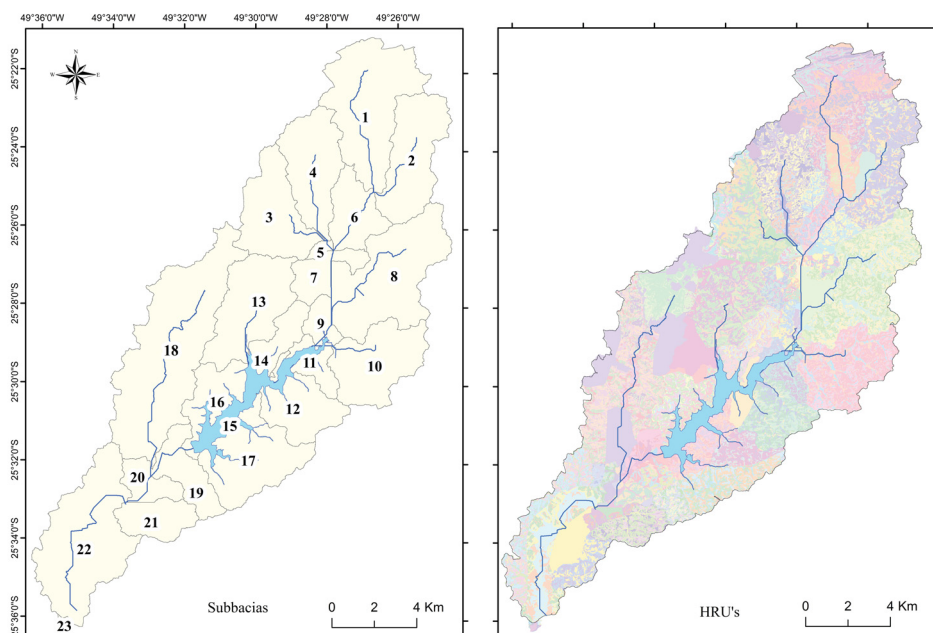 49°36'0"W 49°34'0"W 49°32'0"W 49°30'0"W 49°28'0"W 49°26'0"W
25°22'0"S
25°24'0"S
25°26'0"S
25°28'0"S
25°30'0"S
25°32'0"S
25°34'0"S
25°36'0"S
N
W E
S
1
2
4
3
6
5
7
8
13
9
18
14
11
10
16
12
15
17
20
19
21
22
23
Subbacias
0 2 4 Km
HRU's
0 2 4 Km